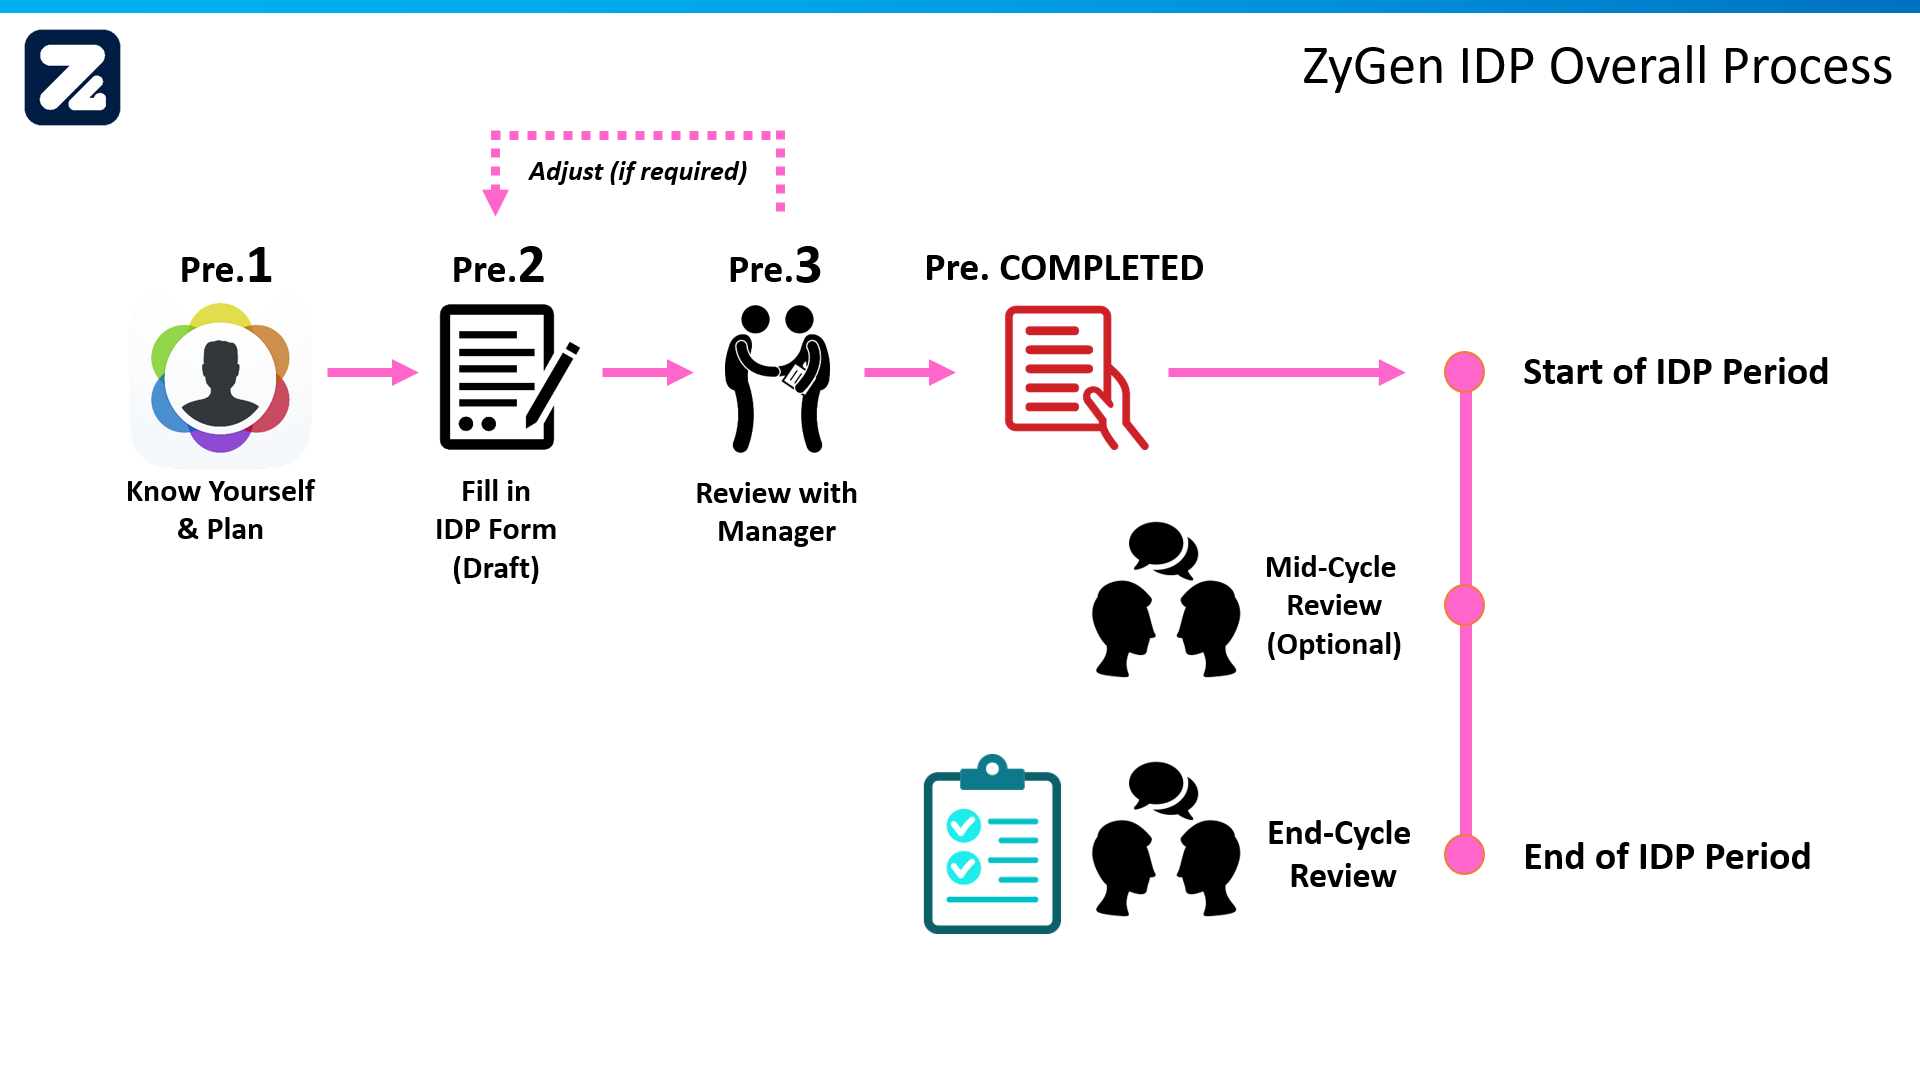 ZyGen IDP Overall Process
Adjust (if required)
Pre.1
Pre.2
Pre.3
Pre. COMPLETED
Know Yourself
& Plan
Fill in
IDP Form
(Draft)
Review with
Manager
Start of IDP Period
Mid-Cycle
Review
(Optional)
End-Cycle
Review
End of IDP Period